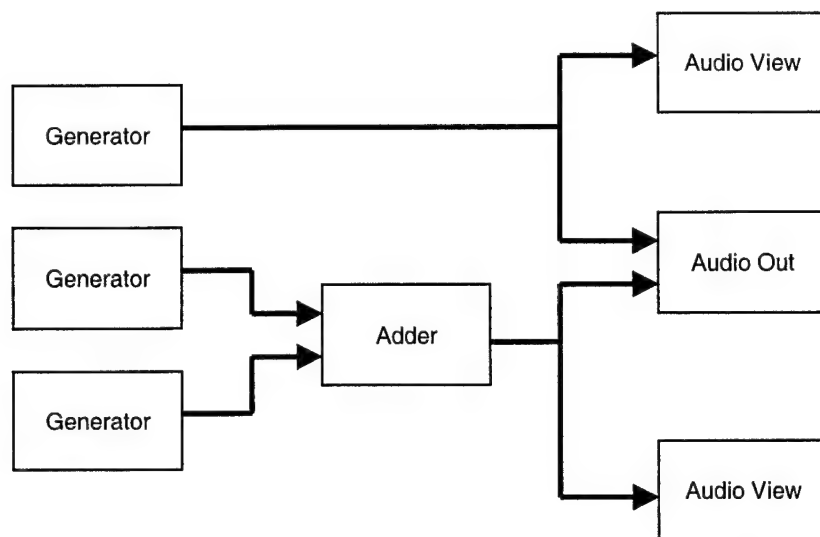 Audio View
Generator
Generator
Audio Out
Adder
Generator
Audio View